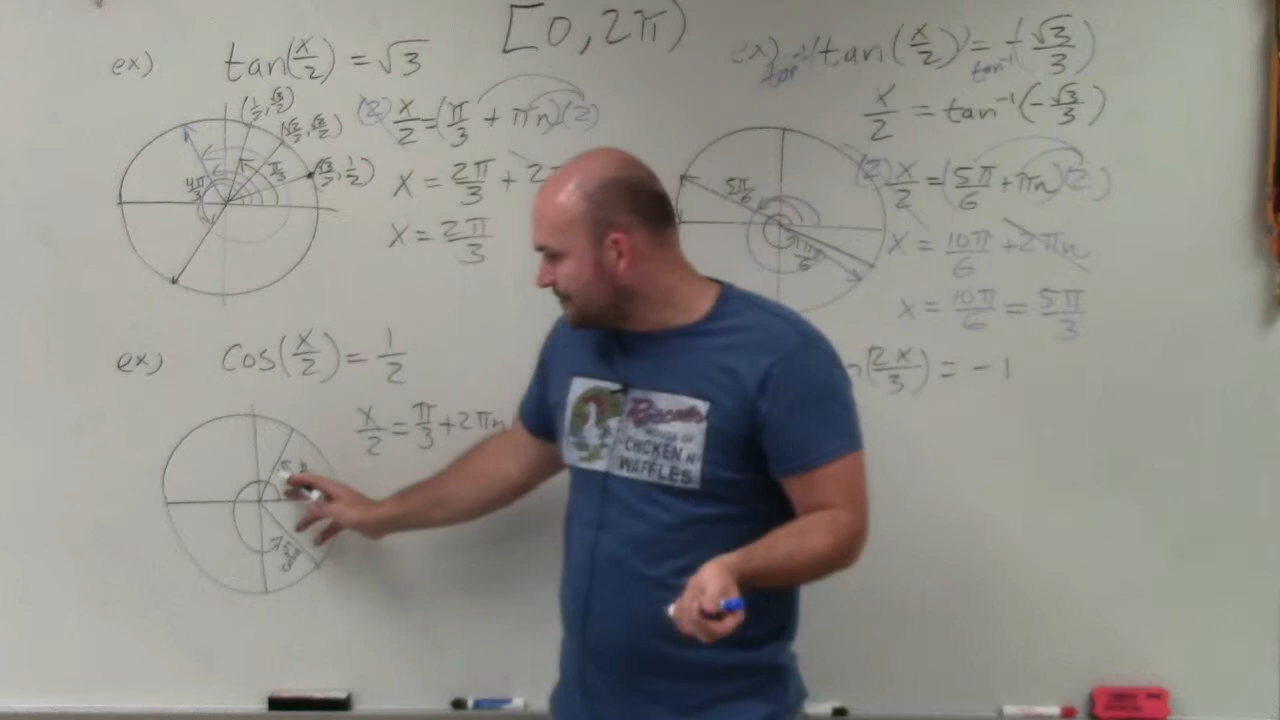 [0, 2π)
ex) tan(x/2) = √3
(1/2, √3/2)
(√2/2, √2/2)
(√3/2, 1/2)
π/3
4π/3
(2) x/2 = (π/3 + πn)(2)
x = 2π/3 + 2
x = 2π/3
ex) tan⁻¹(tan(x/2)) = tan⁻¹(-√3/3)
x/2 = tan⁻¹(-√3/3)
5π/6
11π/6
(2) x/2 = (5π/6 + πn)(2)
x = 10π/6 + 2πn
x = 10π/6 = 5π/3
ex) cos(x/2) = 1/2
x/2 = π/3 + 2πn
5π/3
n(2x/3) = -1
CHICKEN N
WAFFLES